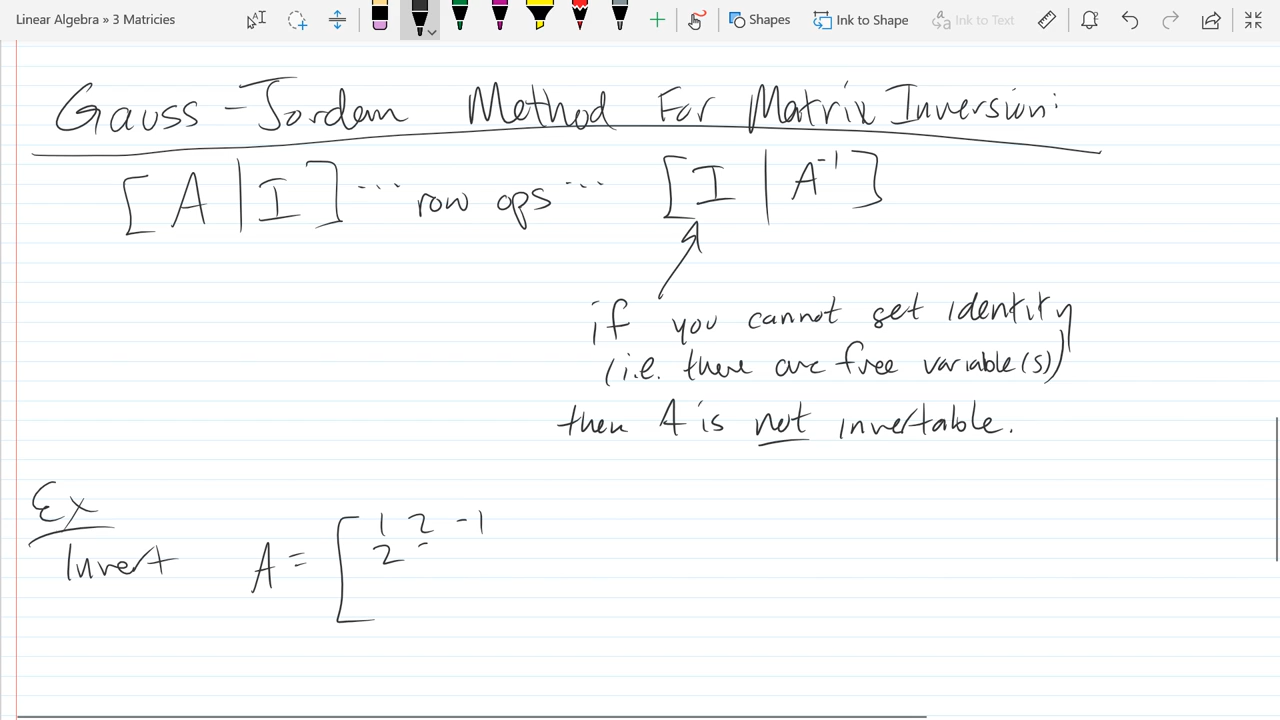 Linear Algebra » 3 Matricies
Shapes Ink to Shape Ink to Text
Gauss-Jordan Method For Matrix Inversion:
[A | I] ... row ops ... [I | A⁻¹]
if you cannot get identity
(i.e. there are free variable(s))
then A is not invertable.
Ex
Invert A = [ 1 2 -1
2 -